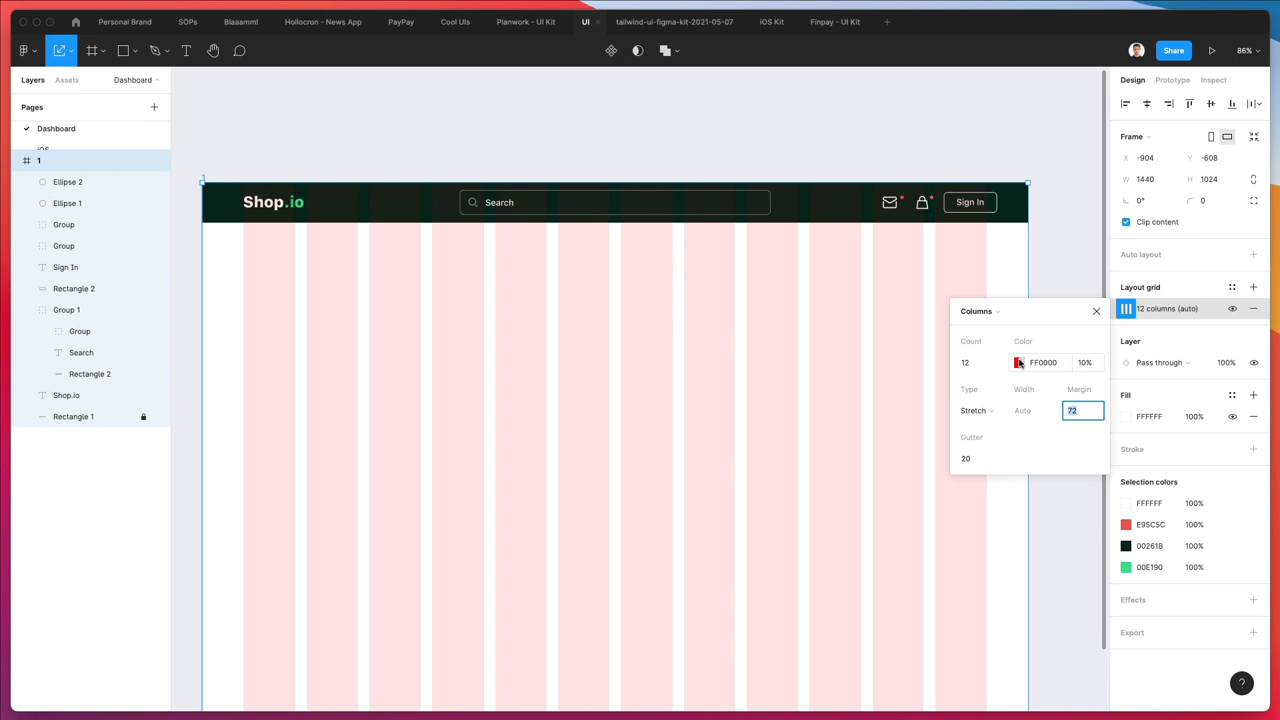 Personal Brand
SOPs
Blaaamm!
Hollocron - News App
PayPay
Cool UIs
Planwork - UI Kit
UI
tailwind-ui-figma-kit-2021-05-07
iOS Kit
Finpay - UI Kit
Share
86%
Layers
Assets
Dashboard
Pages
Dashboard
iOS
1
Ellipse 2
Ellipse 1
Group
Group
Sign In
Rectangle 2
Group 1
Group
Search
Rectangle 2
Shop.io
Rectangle 1
1
Shop.io
Search
Sign In
Columns
Count
Color
12
FF0000
10%
Type
Width
Margin
Stretch
Auto
72
Gutter
20
Design
Prototype
Inspect
Frame
X
-904
Y
-608
W
1440
H
1024
0°
0
Clip content
Auto layout
Layout grid
12 columns (auto)
Layer
Pass through
100%
Fill
FFFFFF
100%
Stroke
Selection colors
FFFFFF
100%
E95C5C
100%
00261B
100%
00E190
100%
Effects
Export
?